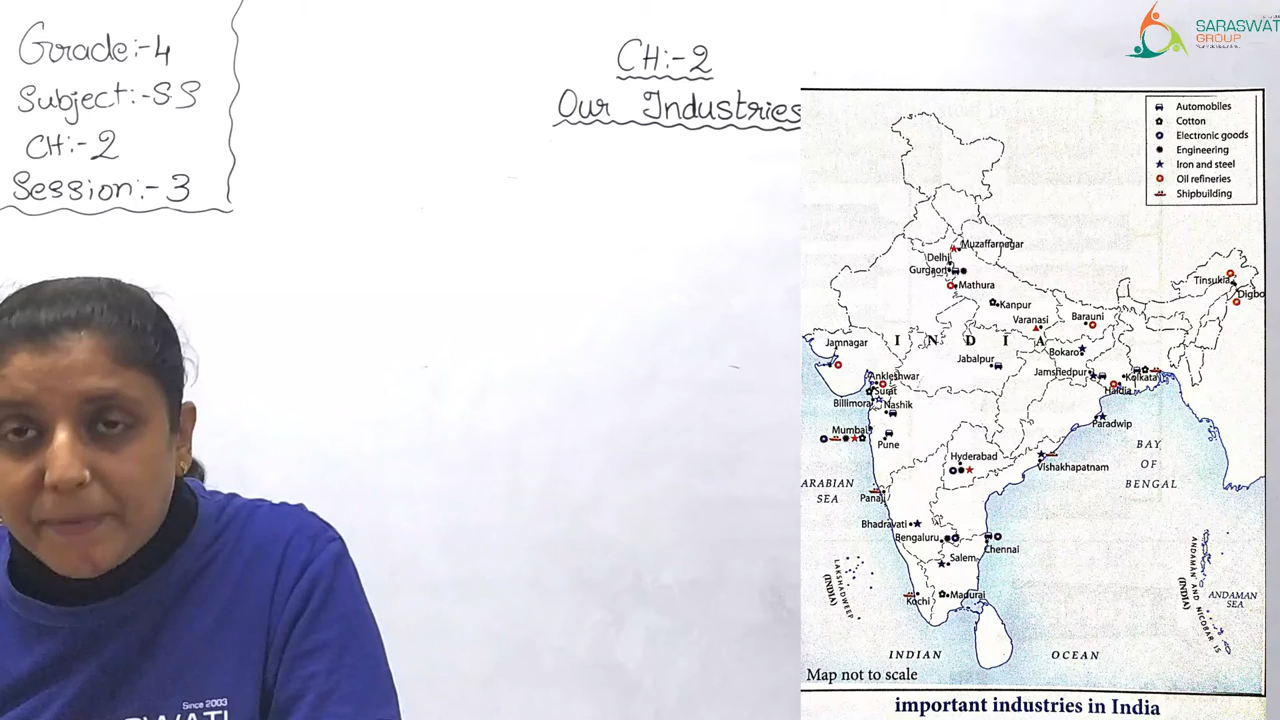 Grade:-4
Subject:-SS
CH:-2
Session:-3
CH:-2
Our Industries
SARASWAT
GROUP
Automobiles
Cotton
Electronic goods
Engineering
Iron and steel
Oil refineries
Shipbuilding
Muzaffarnagar
Delhi
Gurgaon
Mathura
Kanpur
Varanasi
Barauni
Tinsukia
Digbo
INDIA
Jamnagar
Jabalpur
Bokaro
Jamshedpur
Kolkata
Haldia
Ankleshwar
Surat
Billimora
Nashik
Mumbai
Pune
Paradwip
Hyderabad
Vishakhapatnam
BAY
OF
BENGAL
ARABIAN
SEA
Panaji
Bhadravati
Bengaluru
Chennai
Salem
Kochi
Madurai
LAKSHADWEEP
(INDIA)
ANDAMAN AND NICOBAR IS
(INDIA)
ANDAMAN
SEA
INDIAN OCEAN
Map not to scale
important industries in India
Since 2003